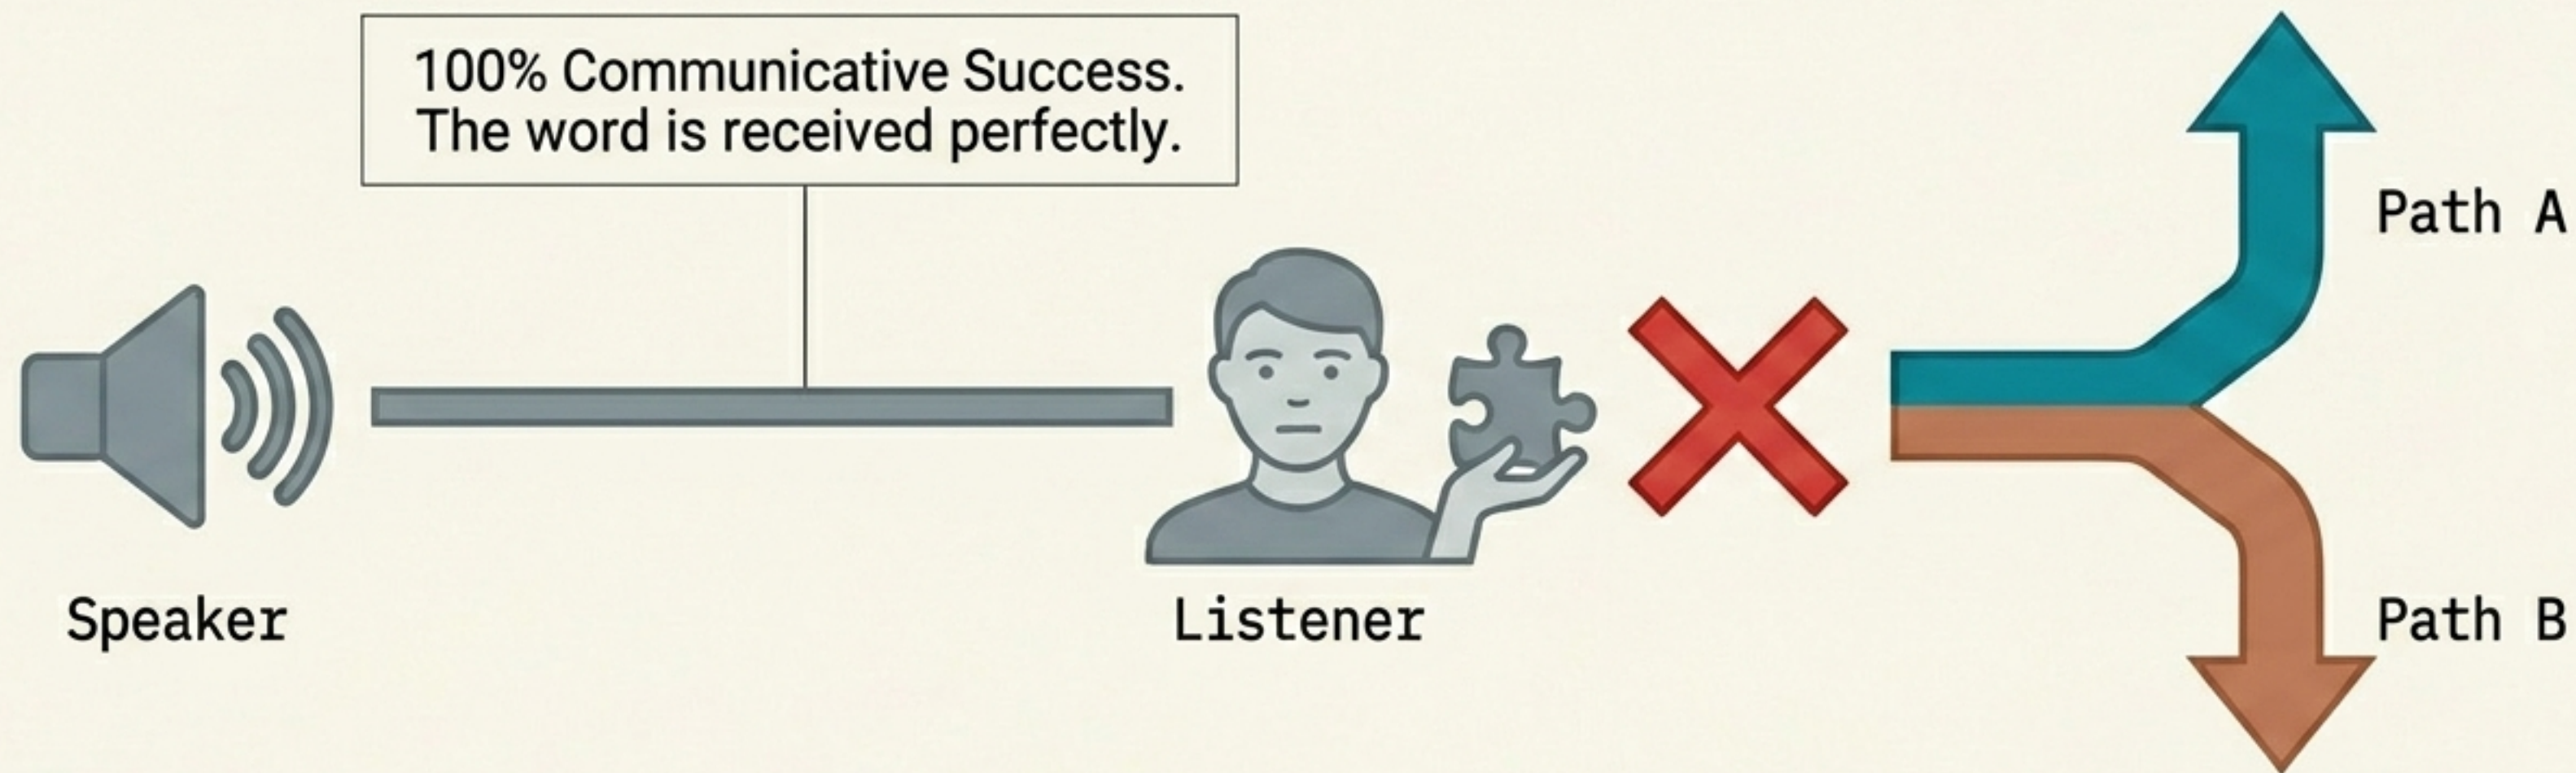 100% Communicative Success.
The word is received perfectly.
Path A
Speaker
Listener
Path B